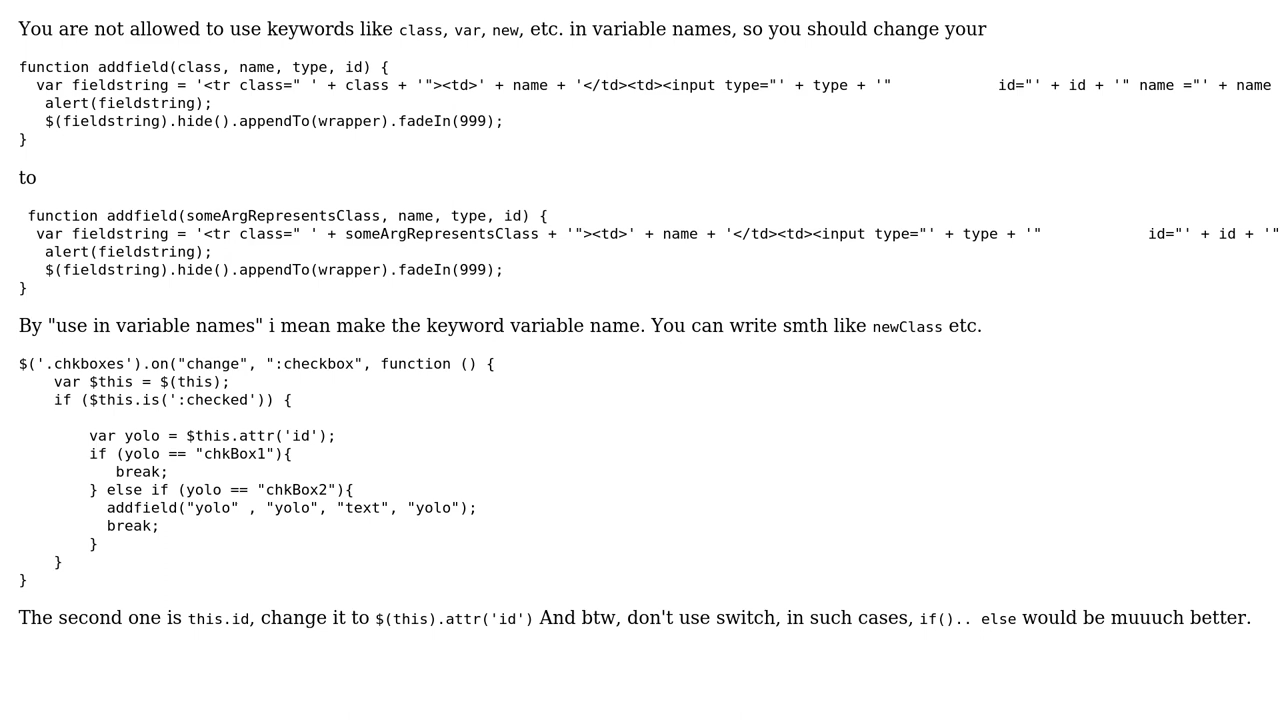 You are not allowed to use keywords like class, var, new, etc. in variable names, so you should change your
function addfield(class, name, type, id) {
  var fieldstring = '<tr class=" ' + class + '"><td>' + name + '</td><td><input type="' + type + '"            id="' + id + '" name ="' + name
   alert(fieldstring);
   $(fieldstring).hide().appendTo(wrapper).fadeIn(999);
}
to
 function addfield(someArgRepresentsClass, name, type, id) {
  var fieldstring = '<tr class=" ' + someArgRepresentsClass + '"><td>' + name + '</td><td><input type="' + type + '"            id="' + id + '"
   alert(fieldstring);
   $(fieldstring).hide().appendTo(wrapper).fadeIn(999);
}
By "use in variable names" i mean make the keyword variable name. You can write smth like newClass etc.
$('.chkboxes').on("change", ":checkbox", function () {
    var $this = $(this);
    if ($this.is(':checked')) {
        var yolo = $this.attr('id');
        if (yolo == "chkBox1"){
           break;
        } else if (yolo == "chkBox2"){
          addfield("yolo" , "yolo", "text", "yolo");
          break;
        }
    }
}
The second one is this.id, change it to $(this).attr('id') And btw, don't use switch, in such cases, if().. else would be muuuch better.